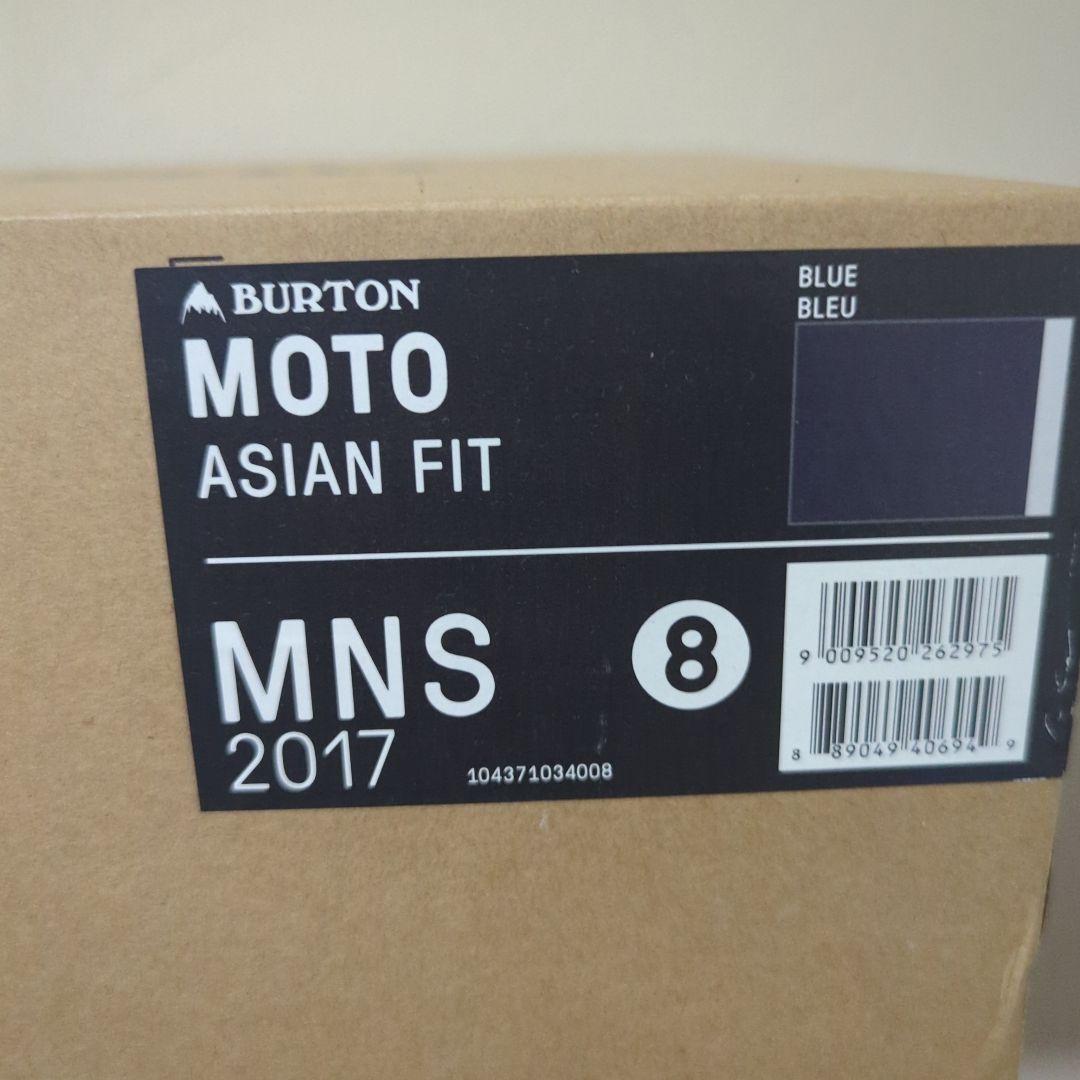 BURTON
MOTO
ASIAN FIT
BLUE
BLEU
MNS
8
2017
104371034008
9 009520 262975
8 89049 40694 9